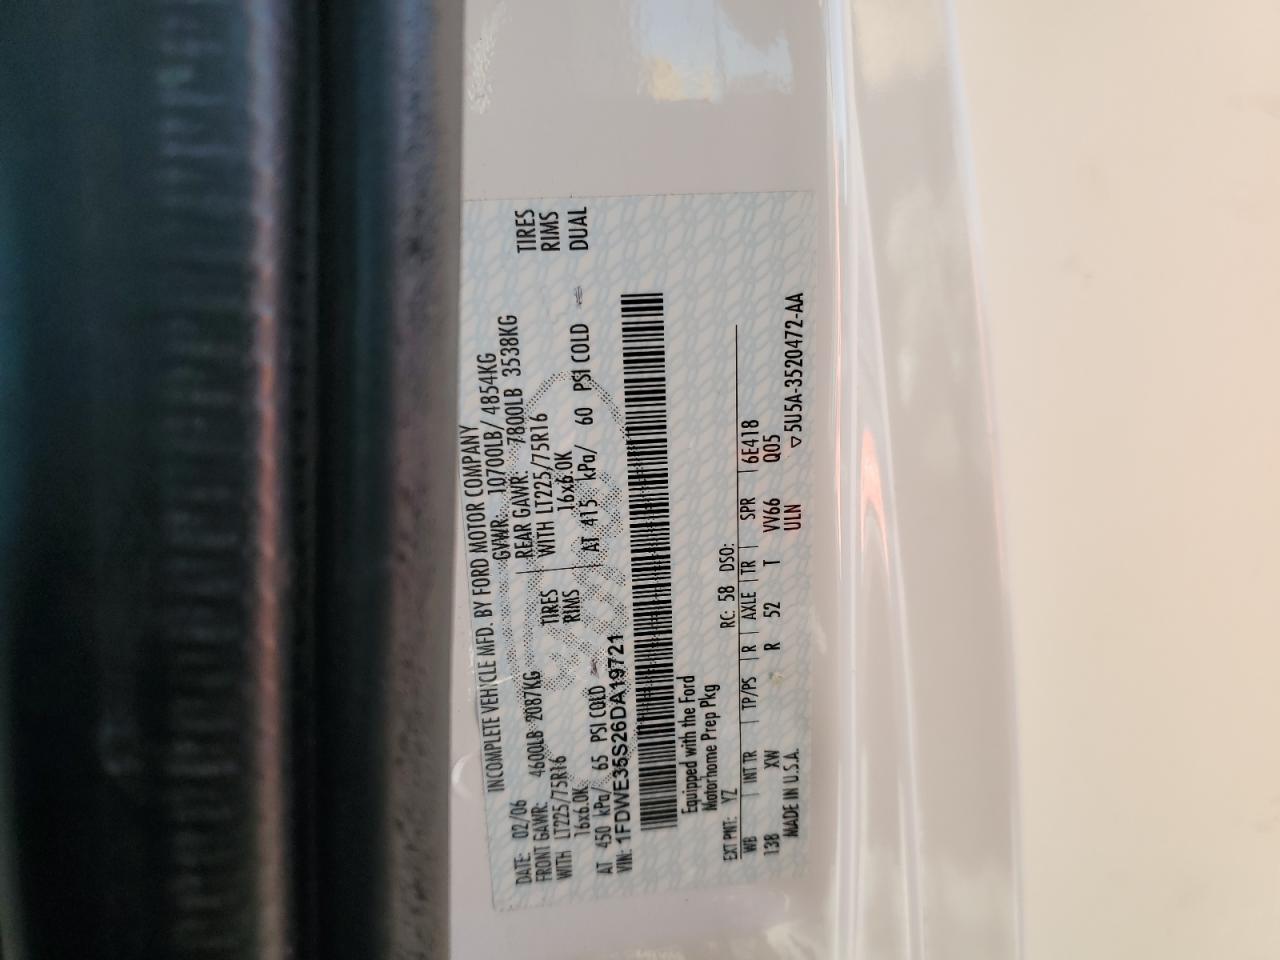 INCOMPLETE VEHICLE MFD. BY FORD MOTOR COMPANY
DATE: 02/06 GVWR: 10700LB/ 4854KG
FRONT GAWR: 4600LB 2087KG REAR GAWR: 7800LB 3538KG
WITH LT225/75R16 TIRES WITH LT225/75R16 TIRES
16x6.0K RIMS 16x6.0K RIMS
AT 450 kPa/ 65 PSI COLD AT 415 kPa/ 60 PSI COLD DUAL
VIN: 1FDWE35S26DA19721
Equipped with the Ford
Motorhome Prep Pkg
EXT PNT: YZ RC: 58 DSO:
WB INT TR TP/PS R AXLE TR SPR 6E418
138 XW R 52 T VV66 Q05
MADE IN U.S.A. ULN
▽5U5A-3520472-AA